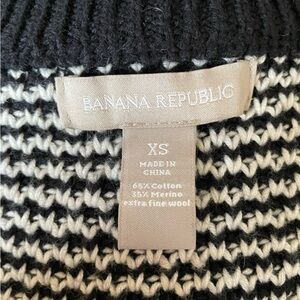 BANANA REPUBLIC
XS
MADE IN
CHINA
65% Cotton
35% Merino
extra fine wool